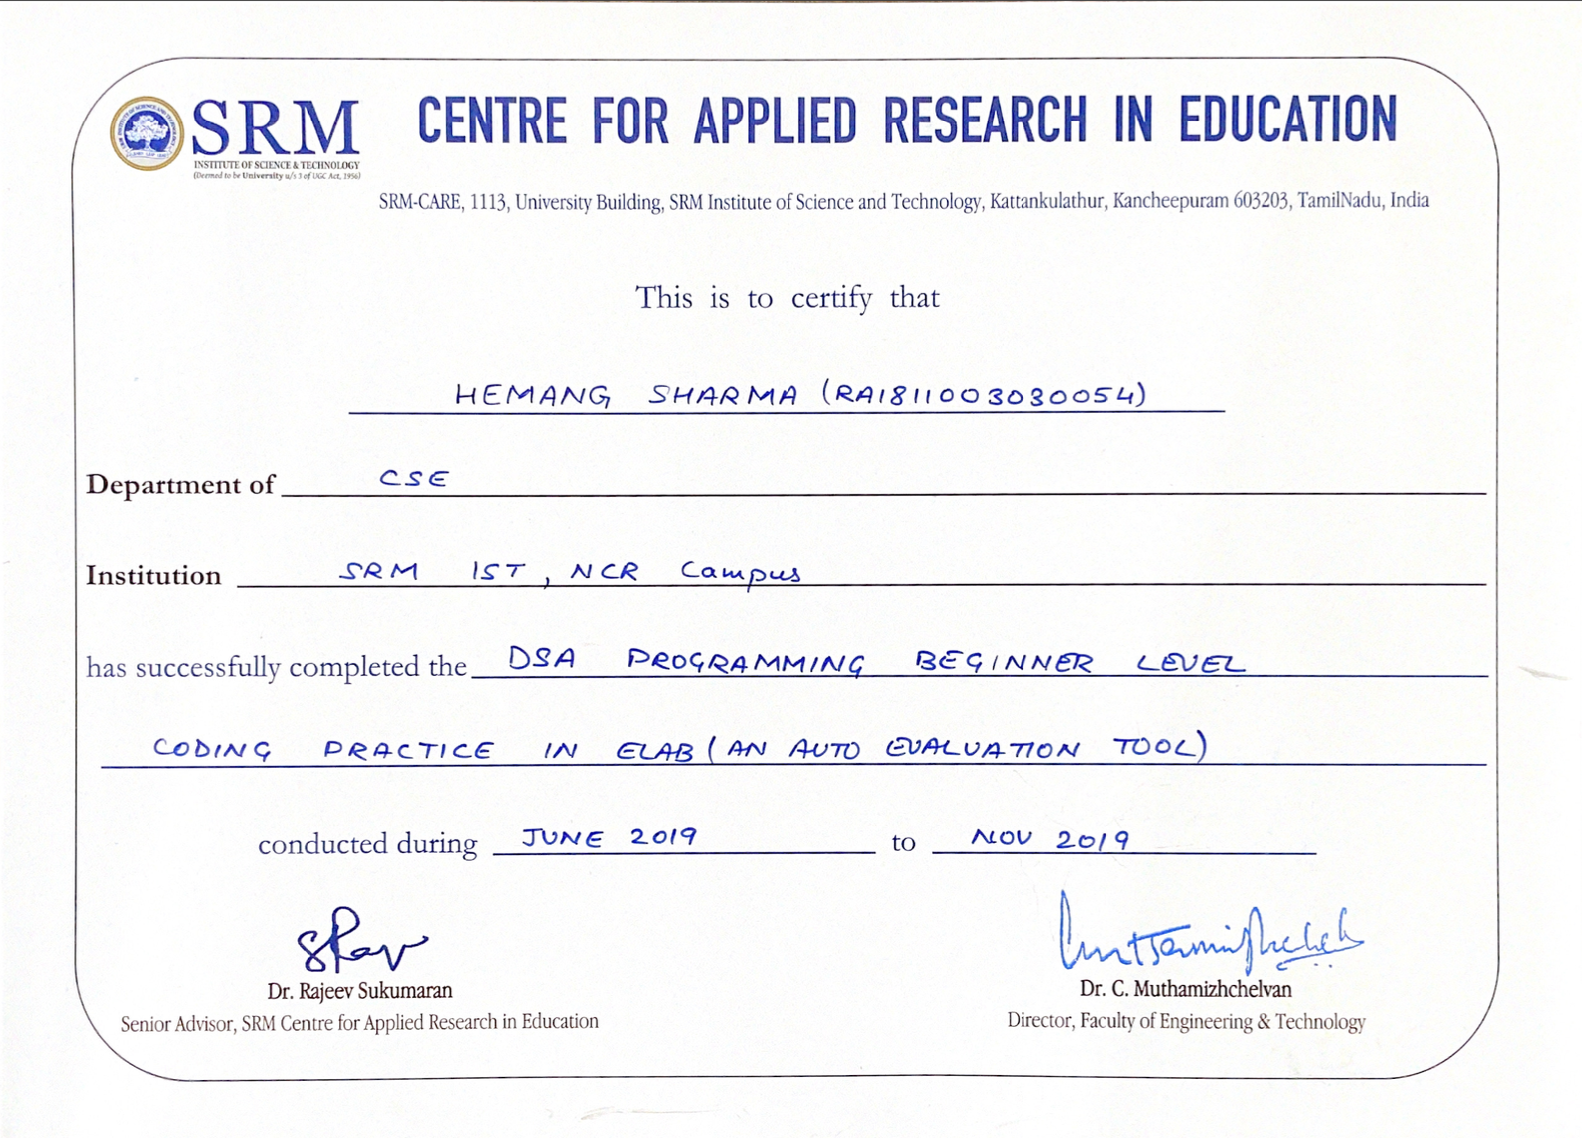 SRM
INSTITUTE OF SCIENCE & TECHNOLOGY
(Deemed to be University u/s 3 of UGC Act, 1956)
CENTRE FOR APPLIED RESEARCH IN EDUCATION
SRM-CARE, 1113, University Building, SRM Institute of Science and Technology, Kattankulathur, Kancheepuram 603203, TamilNadu, India
This is to certify that
HEMANG SHARMA (RA1811003030054)
Department of CSE
Institution SRM IST, NCR Campus
has successfully completed the DSA PROGRAMMING BEGINNER LEVEL
CODING PRACTICE IN ELAB (AN AUTO EVALUATION TOOL)
conducted during JUNE 2019 to NOV 2019
Dr. Rajeev Sukumaran
Senior Advisor, SRM Centre for Applied Research in Education
Dr. C. Muthamizhchelvan
Director, Faculty of Engineering & Technology